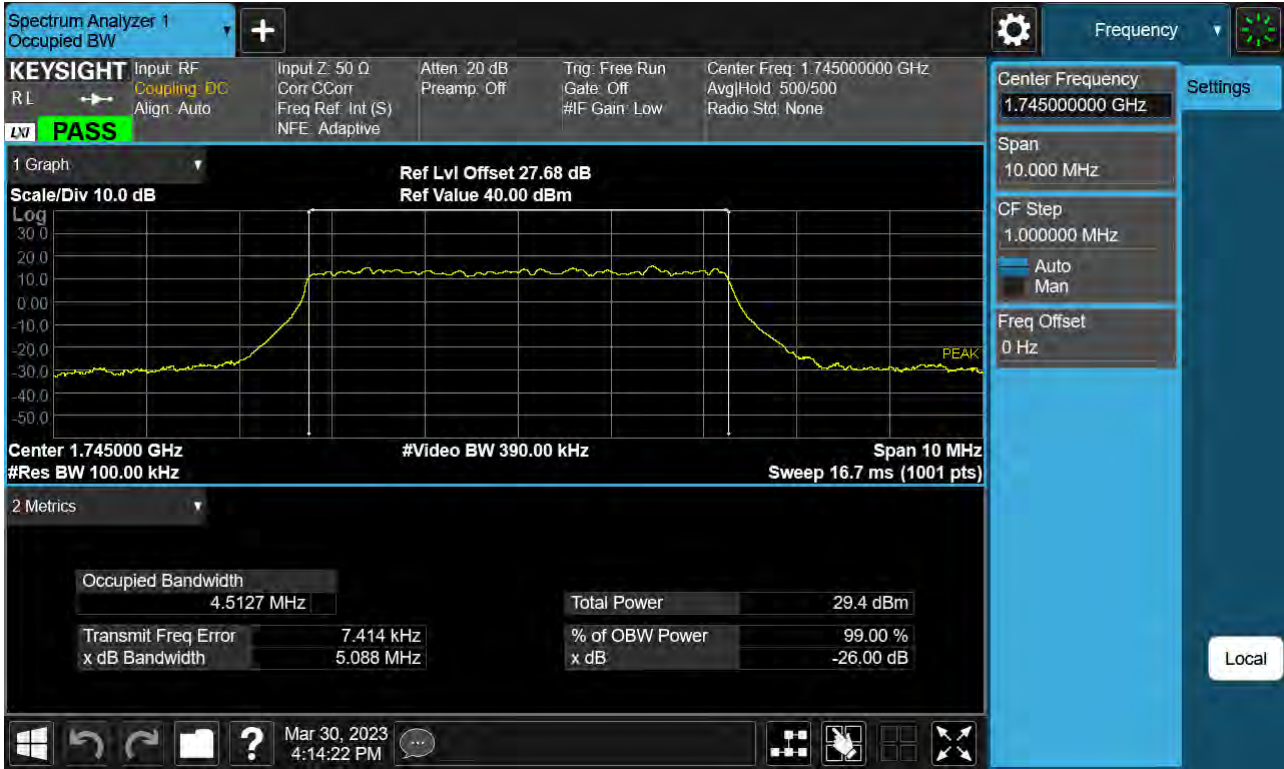 Spectrum Analyzer 1
Occupied BW
+
Frequency
KEYSIGHT
R L
LXI
PASS
Input: RF
Coupling: DC
Align: Auto
Input Z: 50 Ω
Corr CCorr
Freq Ref: Int (S)
NFE: Adaptive
Atten: 20 dB
Preamp: Off
Trig: Free Run
Gate: Off
#IF Gain: Low
Center Freq: 1.745000000 GHz
Avg|Hold: 500/500
Radio Std: None
Center Frequency
1.745000000 GHz
Settings
Span
10.000 MHz
CF Step
1.000000 MHz
Auto
Man
Freq Offset
0 Hz
Local
1 Graph
Scale/Div 10.0 dB
Ref Lvl Offset 27.68 dB
Ref Value 40.00 dBm
Log
30.0
20.0
10.0
0.00
-10.0
-20.0
-30.0
-40.0
-50.0
PEAK
Center 1.745000 GHz
#Video BW 390.00 kHz
Span 10 MHz
#Res BW 100.00 kHz
Sweep 16.7 ms (1001 pts)
2 Metrics
Occupied Bandwidth
4.5127 MHz
Total Power 29.4 dBm
Transmit Freq Error 7.414 kHz
% of OBW Power 99.00 %
x dB Bandwidth 5.088 MHz
x dB -26.00 dB
?
Mar 30, 2023
4:14:22 PM